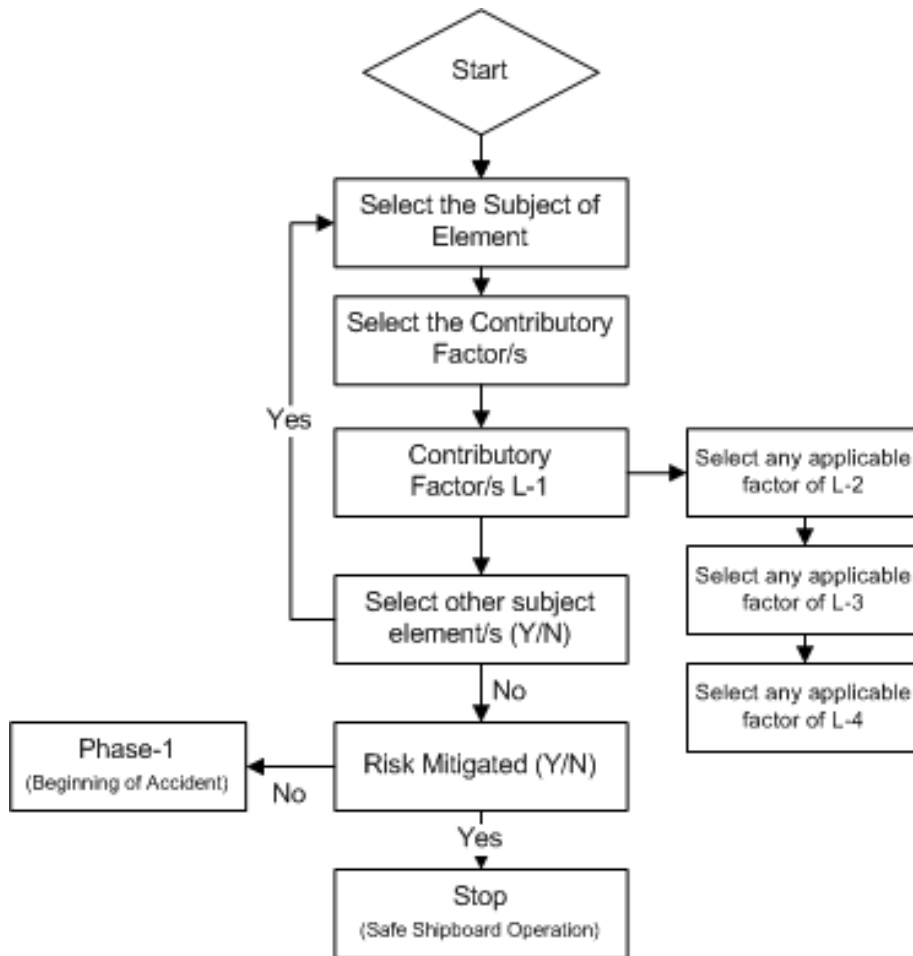 Start
Select the Subject of
Element
Select the Contributory
Factor/s
Yes
Contributory
Factor/s L-1
Select any applicable
factor of L-2
Select any applicable
factor of L-3
Select other subject
element/s (Y/N)
Select any applicable
factor of L-4
No
Phase-1
(Beginning of Accident)
No
Risk Mitigated (Y/N)
Yes
Stop
(Safe Shipboard Operation)